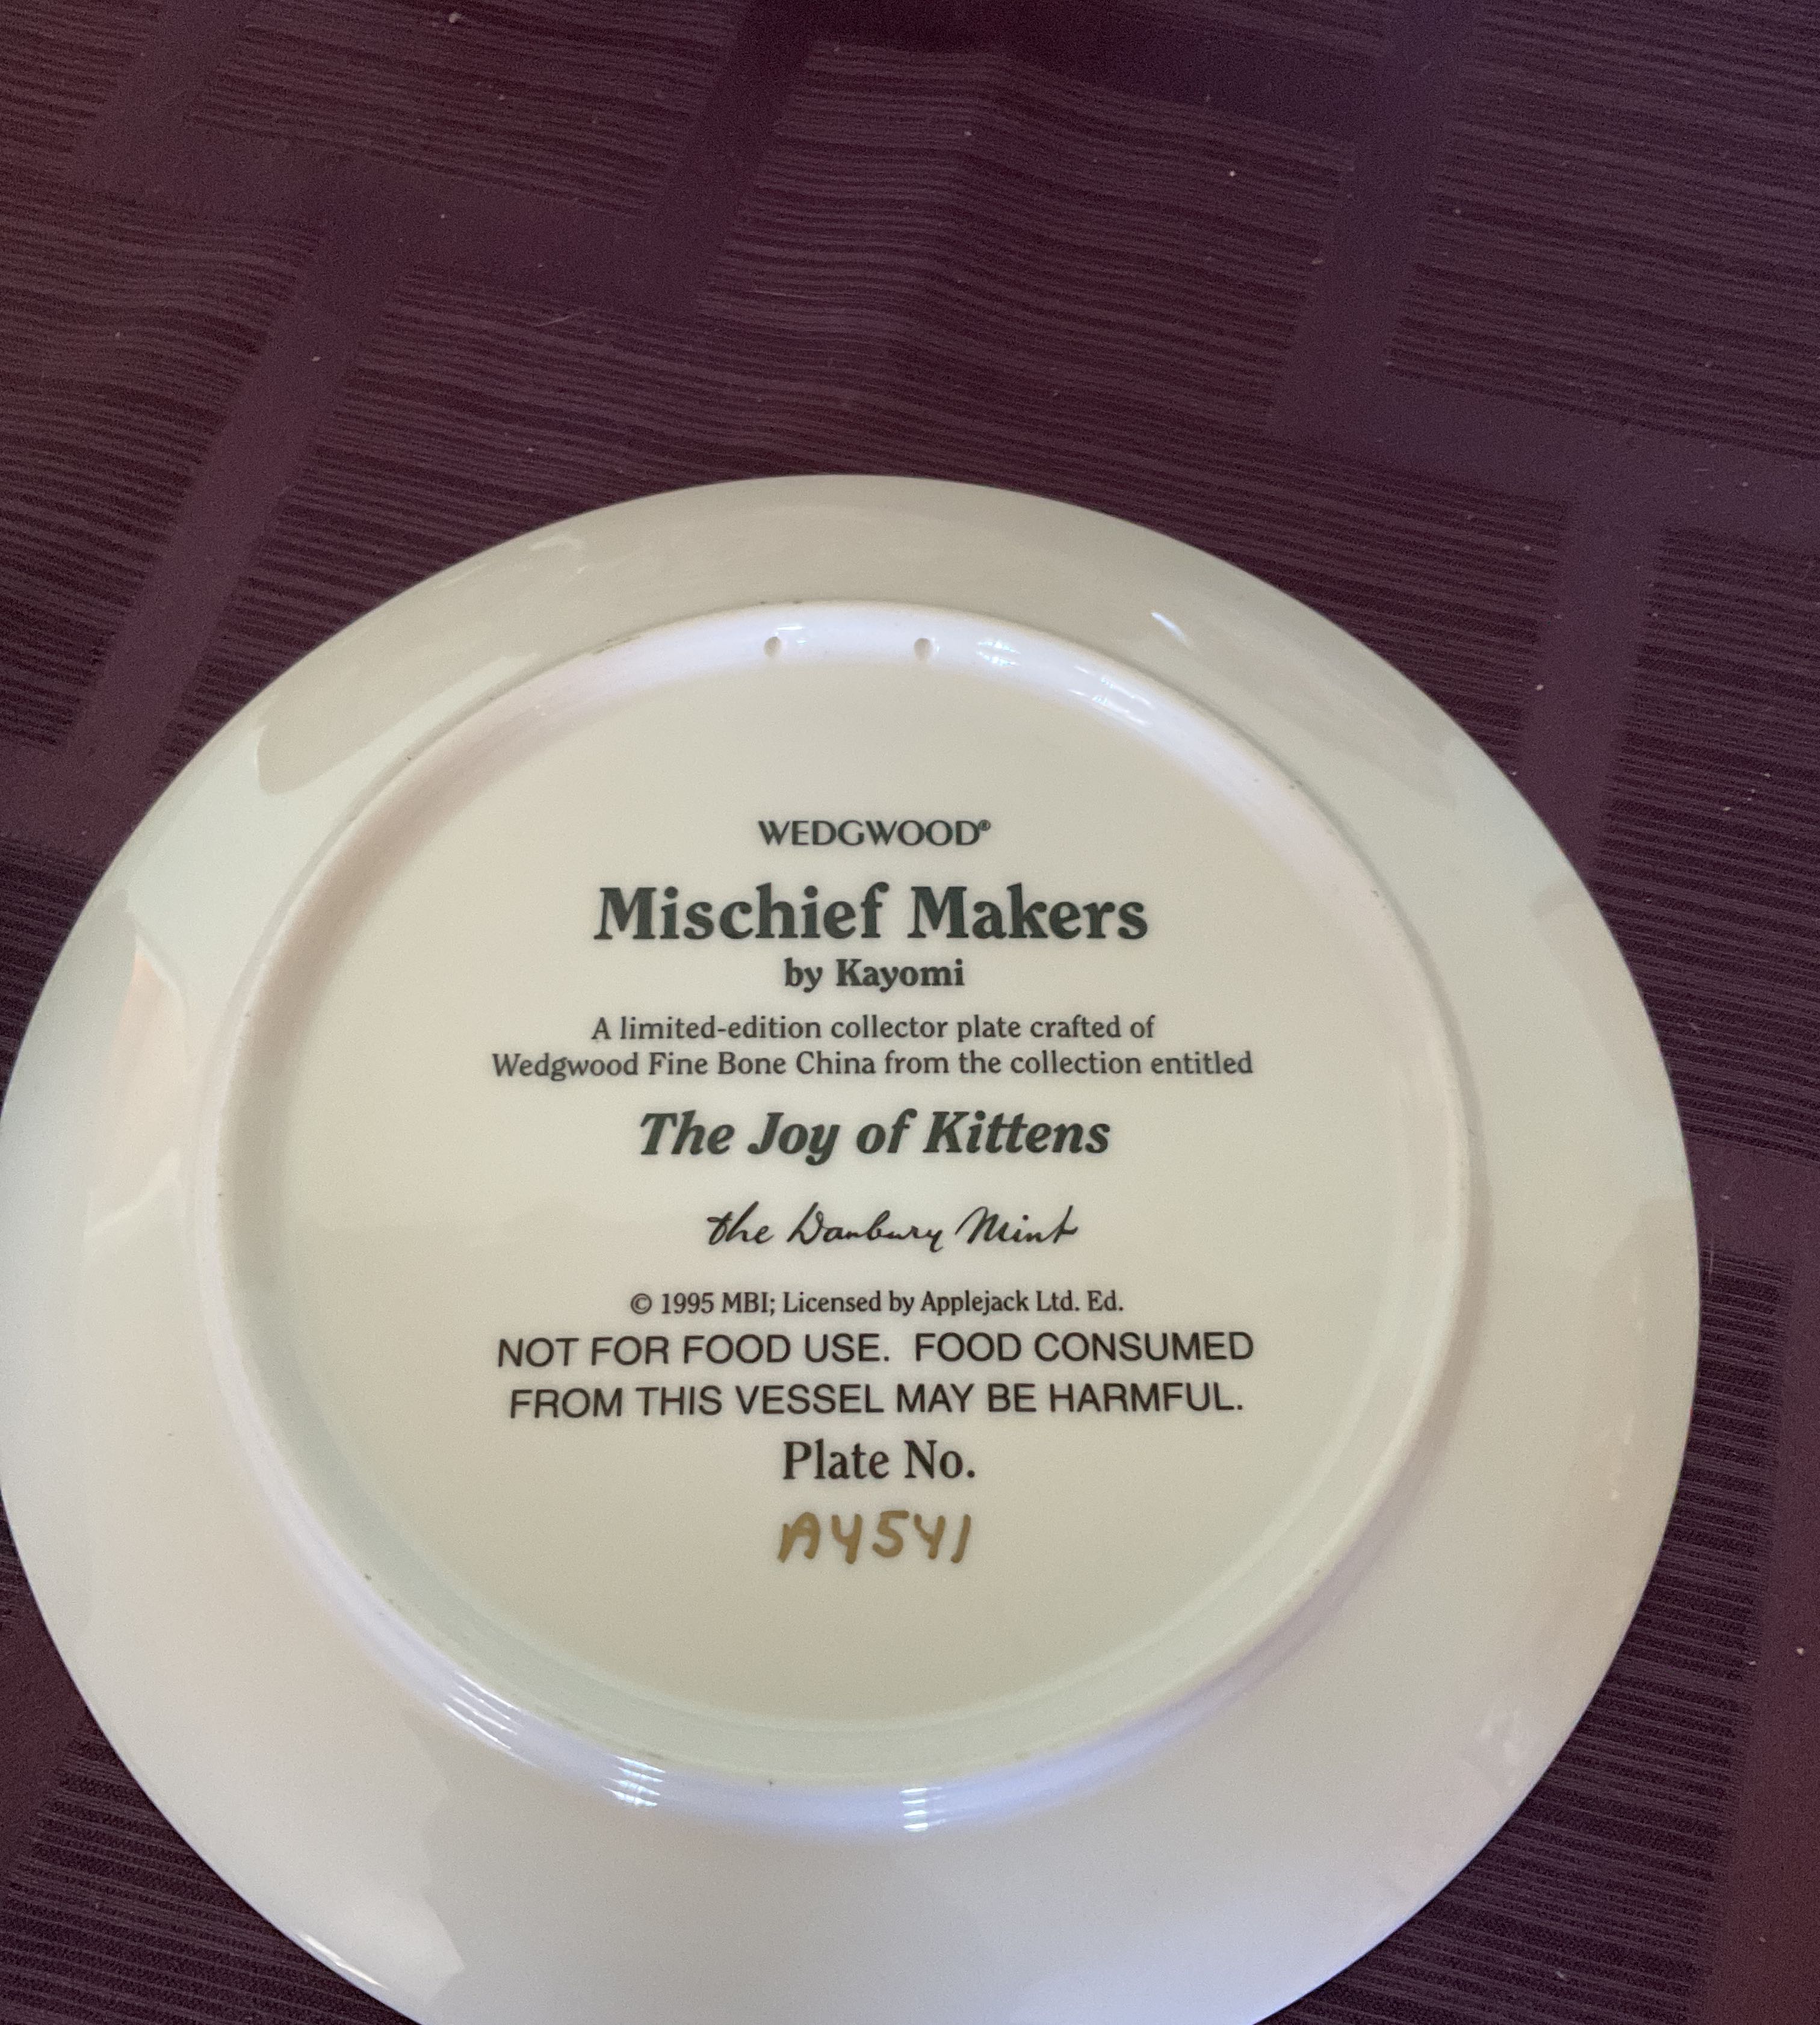 WEDGWOOD®
Mischief Makers
by Kayomi
A limited-edition collector plate crafted of
Wedgwood Fine Bone China from the collection entitled
The Joy of Kittens
the Danbury Mint
© 1995 MBI; Licensed by Applejack Ltd. Ed.
NOT FOR FOOD USE. FOOD CONSUMED
FROM THIS VESSEL MAY BE HARMFUL.
Plate No.
A4541